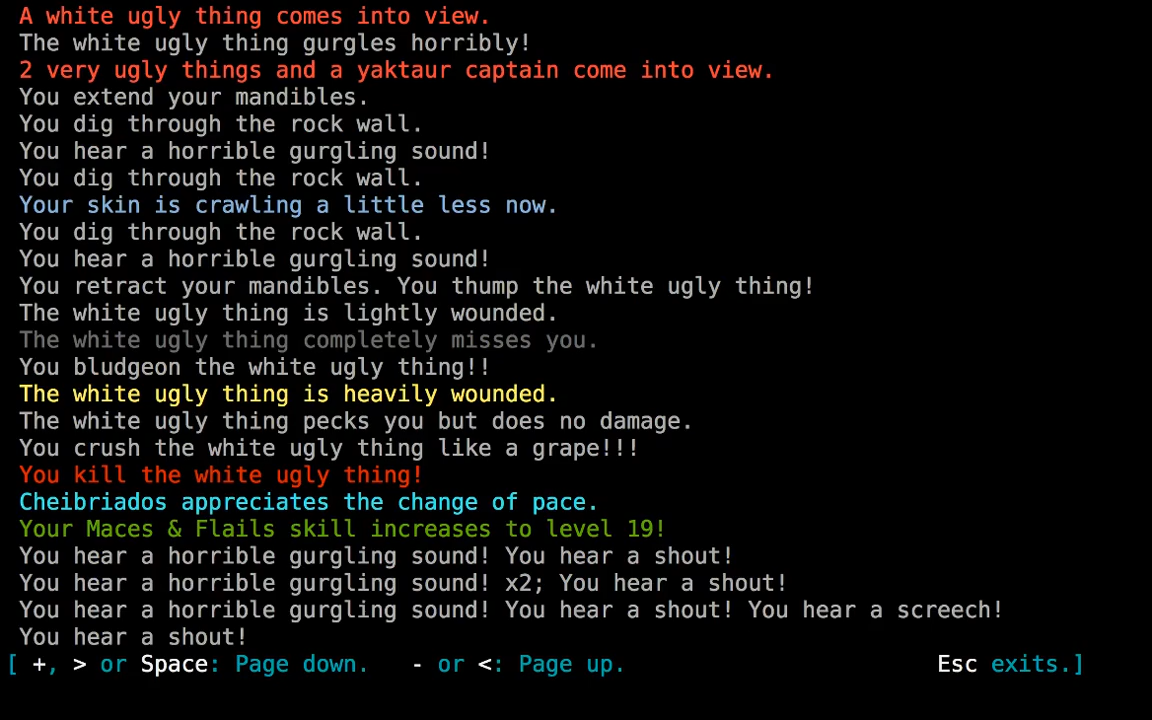 A white ugly thing comes into view.
The white ugly thing gurgles horribly!
2 very ugly things and a yaktaur captain come into view.
You extend your mandibles.
You dig through the rock wall.
You hear a horrible gurgling sound!
You dig through the rock wall.
Your skin is crawling a little less now.
You dig through the rock wall.
You hear a horrible gurgling sound!
You retract your mandibles. You thump the white ugly thing!
The white ugly thing is lightly wounded.
The white ugly thing completely misses you.
You bludgeon the white ugly thing!!
The white ugly thing is heavily wounded.
The white ugly thing pecks you but does no damage.
You crush the white ugly thing like a grape!!!
You kill the white ugly thing!
Cheibriados appreciates the change of pace.
Your Maces & Flails skill increases to level 19!
You hear a horrible gurgling sound! You hear a shout!
You hear a horrible gurgling sound! x2; You hear a shout!
You hear a horrible gurgling sound! You hear a shout! You hear a screech!
You hear a shout!
[ +, > or Space: Page down.   - or <: Page up.                       Esc exits.]